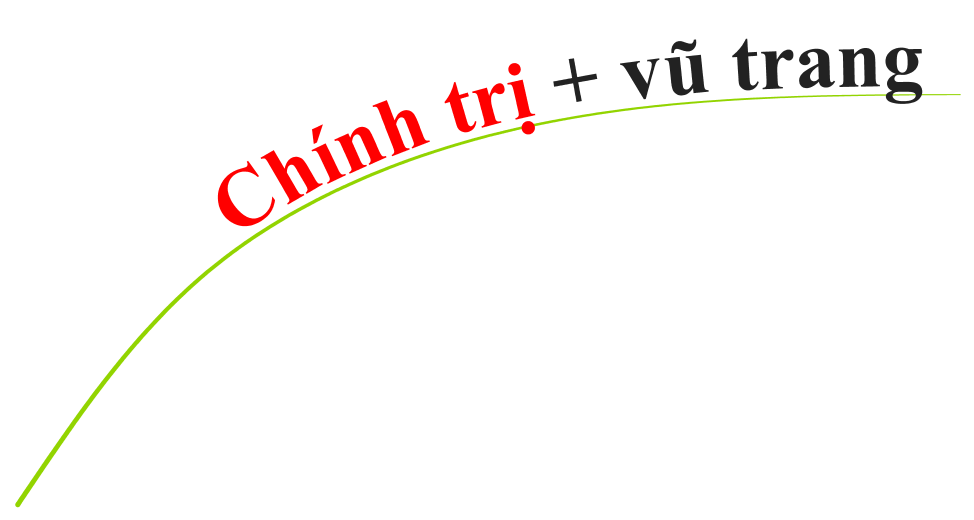 Chính trị + vũ trang